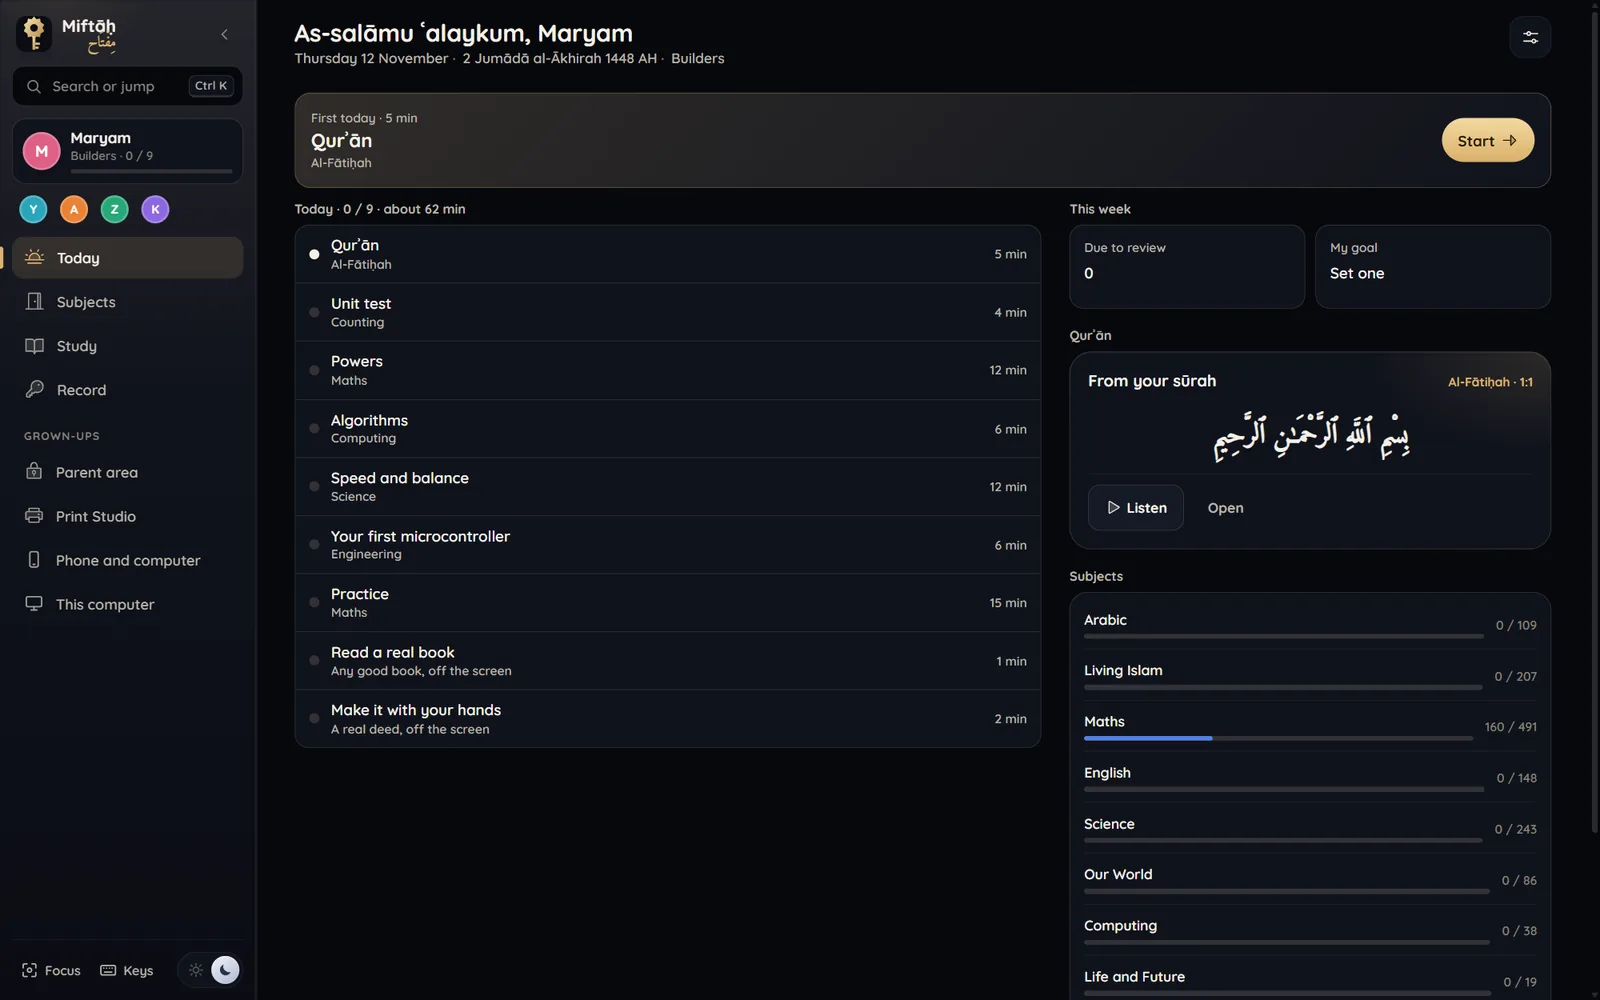 Miftāḥ
مفتاح
Search or jump
Ctrl K
M
Maryam
Builders · 0 / 9
Y
A
Z
K
Today
Subjects
Study
Record
GROWN-UPS
Parent area
Print Studio
Phone and computer
This computer
Focus
Keys
As-salāmu ʿalaykum, Maryam
Thursday 12 November · 2 Jumādā al-Ākhirah 1448 AH · Builders
First today · 5 min
Qurʾān
Al-Fātiḥah
Start
Today · 0 / 9 · about 62 min
Qurʾān
Al-Fātiḥah
5 min
Unit test
Counting
4 min
Powers
Maths
12 min
Algorithms
Computing
6 min
Speed and balance
Science
12 min
Your first microcontroller
Engineering
6 min
Practice
Maths
15 min
Read a real book
Any good book, off the screen
1 min
Make it with your hands
A real deed, off the screen
2 min
This week
Due to review
0
My goal
Set one
Qurʾān
From your sūrah
Al-Fātiḥah · 1:1
بِسْمِ ٱللَّهِ ٱلرَّحْمَـٰنِ ٱلرَّحِيمِ
Listen
Open
Subjects
Arabic
0 / 109
Living Islam
0 / 207
Maths
160 / 491
English
0 / 148
Science
0 / 243
Our World
0 / 86
Computing
0 / 38
Life and Future
0 / 19